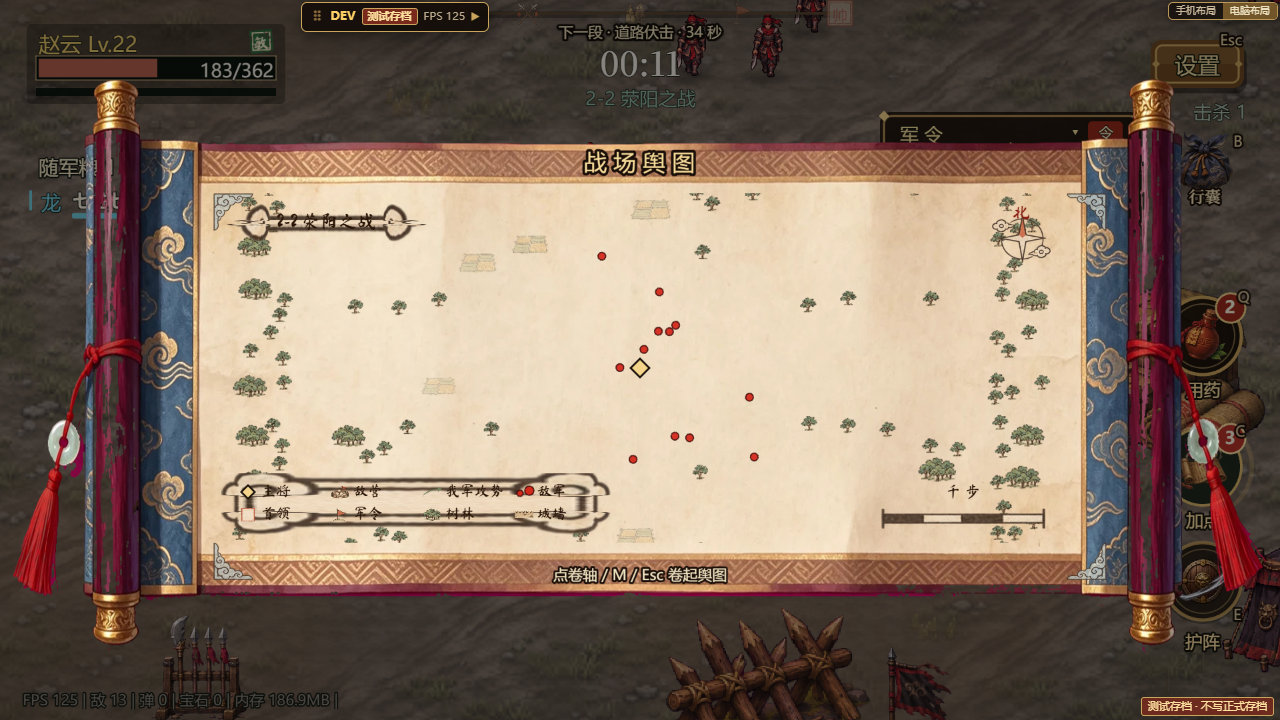 DEV 测试存档 FPS 125 ▶
手机布局 电脑布局
赵云 Lv.22
183/362
下一段 · 道路伏击 · 34 秒
00:11
2-2 荥阳之战
Esc
设置
击杀 1
军令
令
B
行囊
随军粮
龙
战场舆图
2-2 荥阳之战
北
主将 敌营 我军攻势 敌军
首领 军令 树林 城墙
千步
点卷轴 / M / Esc 卷起舆图
2 Q
用药
3 C
加点
E
护阵
FPS 125 | 敌 13 | 弹 0 | 宝石 0 | 内存 186.9MB |
测试存档 · 不写正式存档